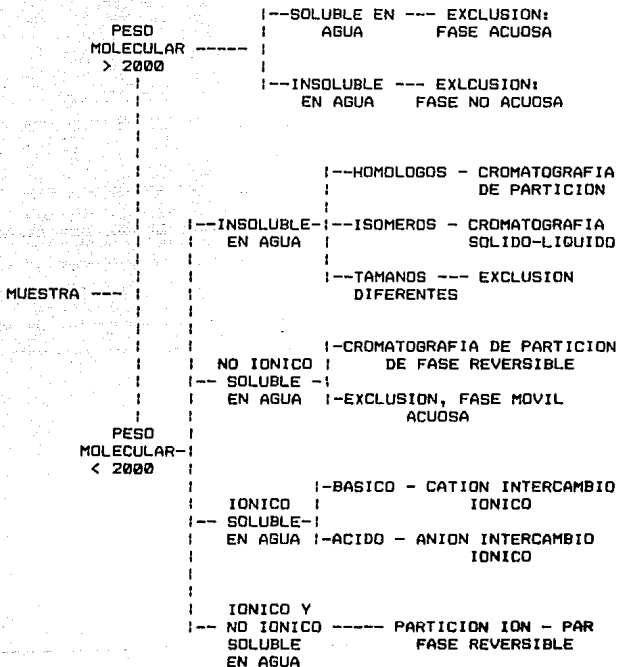 |--SOLUBLE EN --- EXCLUSION:
PESO | AGUA FASE ACUOSA
MOLECULAR ----- |
> 2000 |
|--INSOLUBLE --- EXLCUSION:
EN AGUA FASE NO ACUOSA
|--HOMOLOGOS - CROMATOGRAFIA
DE PARTICION
|--INSOLUBLE-|--ISOMEROS - CROMATOGRAFIA
EN AGUA | SOLIDO-LIQUIDO
|--TAMANOS --- EXCLUSION
MUESTRA --- | DIFERENTES
|-CROMATOGRAFIA DE PARTICION
NO IONICO | DE FASE REVERSIBLE
|-- SOLUBLE -|
EN AGUA |-EXCLUSION, FASE MOVIL
ACUOSA
PESO
MOLECULAR-|
< 2000
|-BASICO - CATION INTERCAMBIO
IONICO | IONICO
|-- SOLUBLE-|
EN AGUA |-ACIDO - ANION INTERCAMBIO
IONICO
IONICO Y
|-- NO IONICO ----- PARTICION ION - PAR
SOLUBLE FASE REVERSIBLE
EN AGUA